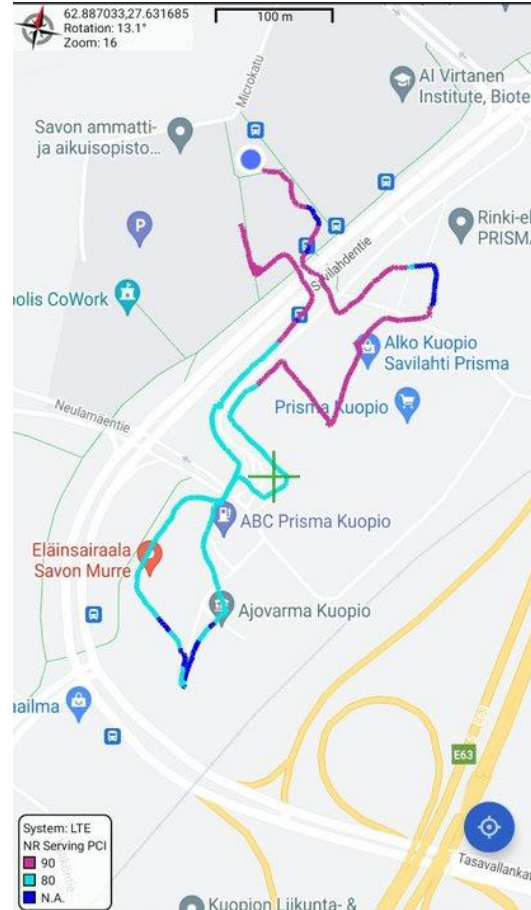 62.887033,27.631685
Rotation: 13.1°
Zoom: 16
100 m
Microkatu
AI Virtanen
Institute, Biote
Savon ammatti-
ja aikuisopisto...
P
Rinki-el
PRISMA
Savilahdentie
polis CoWork
Alko Kuopio
Savilahti Prisma
Neulamäentie
Prisma Kuopio
ABC Prisma Kuopio
Eläinsairaala
Savon Murre
Ajovarma Kuopio
aailma
E63
System: LTE
NR Serving PCI
90
80
N.A.
Tasavallankat
Kuopion Liikunta- &